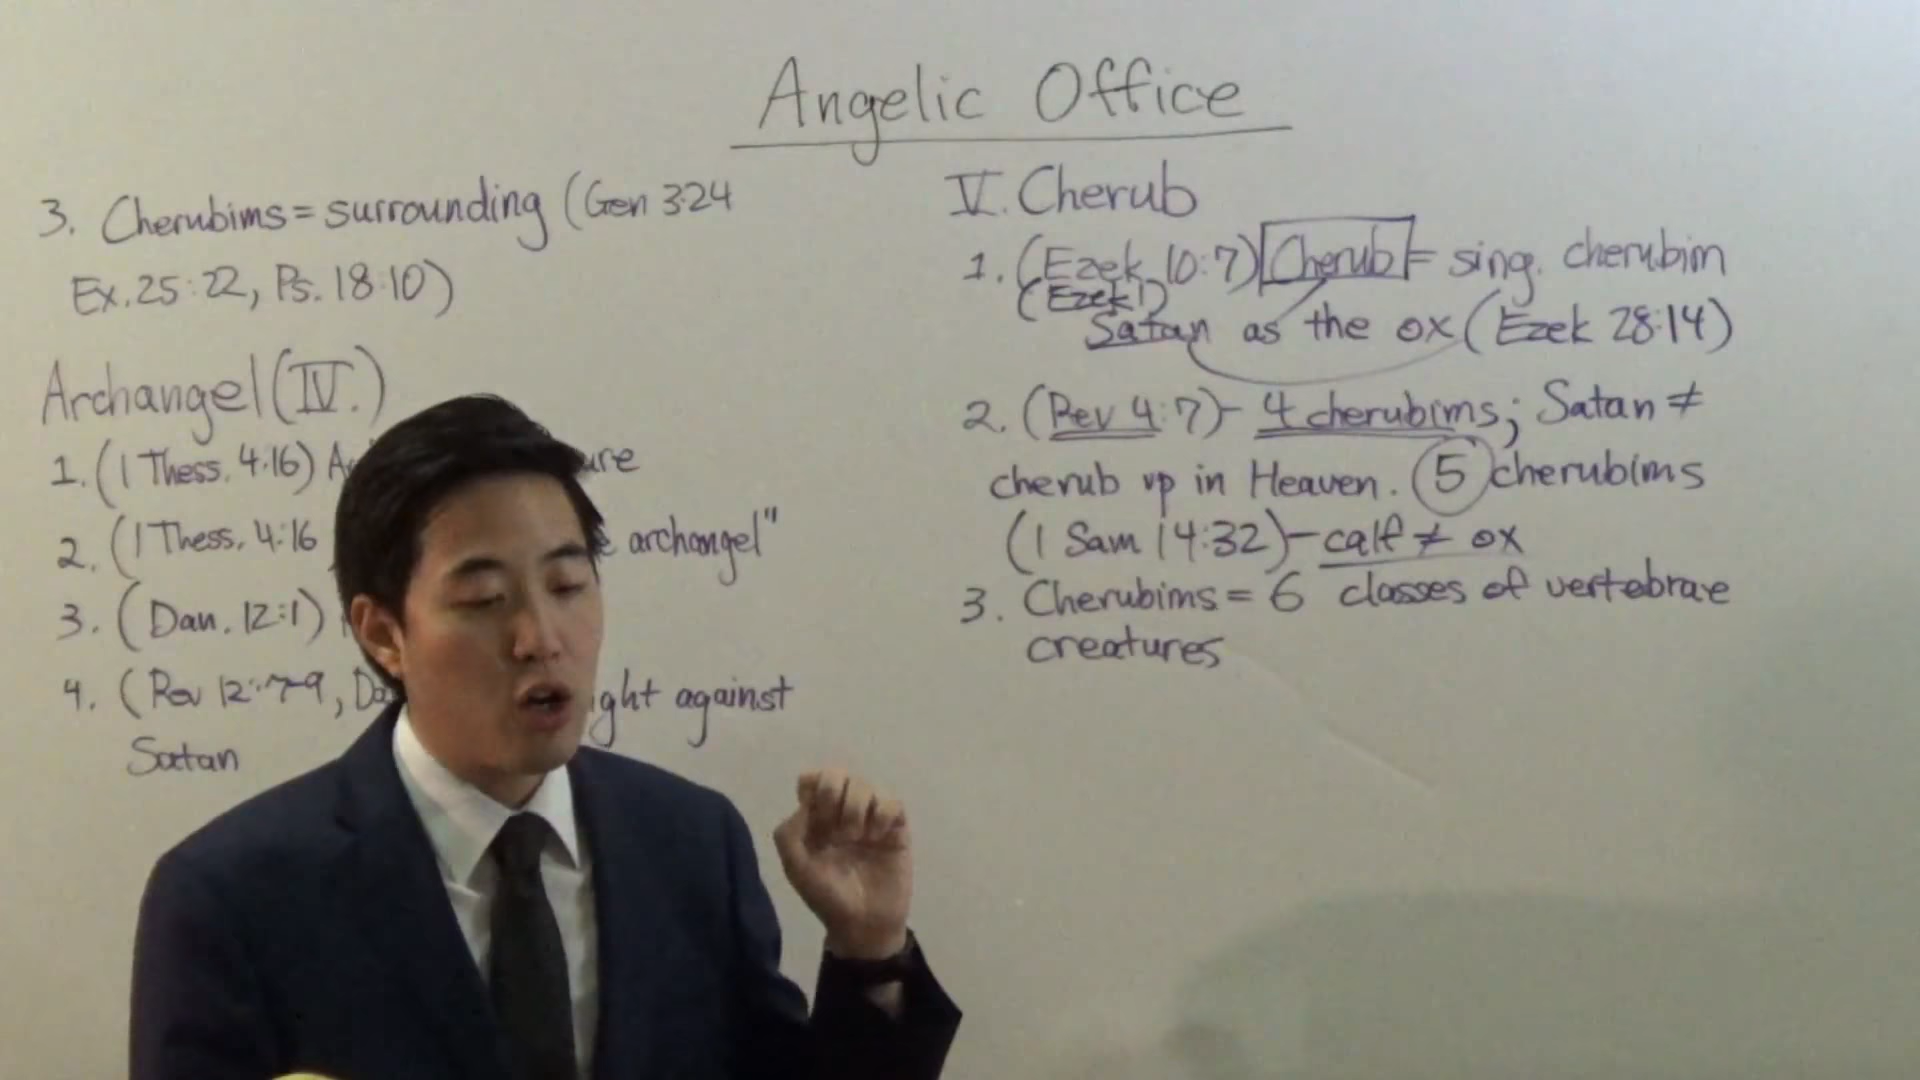 Angelic Office
3. Cherubims = surrounding (Gen 3:24
Ex. 25:22, Ps. 18:10)
Archangel (IV.)
1. (1 Thess. 4:16)
2. (1 Thess. 4:16 archangel"
3. (Dan. 12:1)
4. (Rev 12:7-9, against
Satan
V. Cherub
1. (Ezek 10:7) Cherub = sing. cherubim
(Ezek 1)
Satan as the ox (Ezek 28:14)
2. (Rev 4:7) - 4 cherubims; Satan ≠
cherub up in Heaven. 5 cherubims
(1 Sam 14:32) - calf ≠ ox
3. Cherubims = 6 classes of vertebrae
creatures